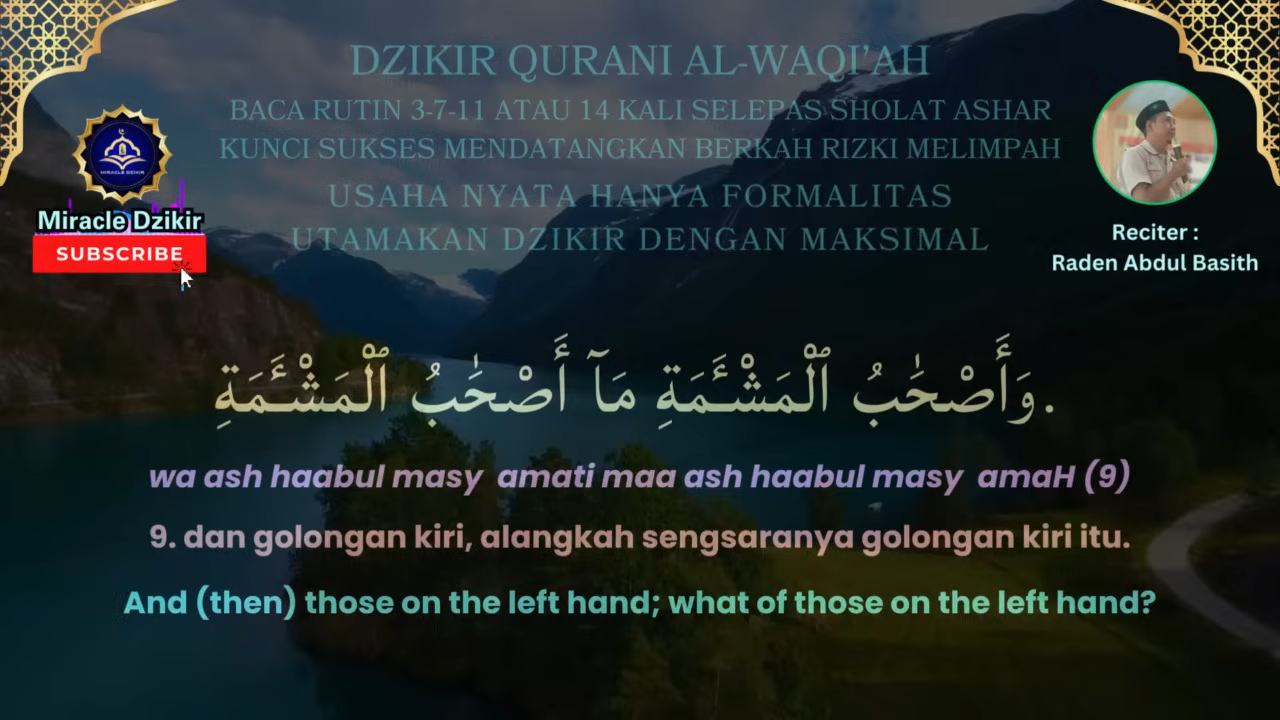 DZIKIR QURANI AL-WAQI'AH
BACA RUTIN 3-7-11 ATAU 14 KALI SELEPAS SHOLAT ASHAR
KUNCI SUKSES MENDATANGKAN BERKAH RIZKI MELIMPAH
USAHA NYATA HANYA FORMALITAS
UTAMAKAN DZIKIR DENGAN MAKSIMAL
MIRACLE DZIKIR
Miracle Dzikir
SUBSCRIBE
Reciter :
Raden Abdul Basith
وَأَصْحَٰبُ ٱلْمَشْـَٔمَةِ مَآ أَصْحَٰبُ ٱلْمَشْـَٔمَةِ.
wa ash haabul masy  amati maa ash haabul masy  amaH (9)
9. dan golongan kiri, alangkah sengsaranya golongan kiri itu.
And (then) those on the left hand; what of those on the left hand?